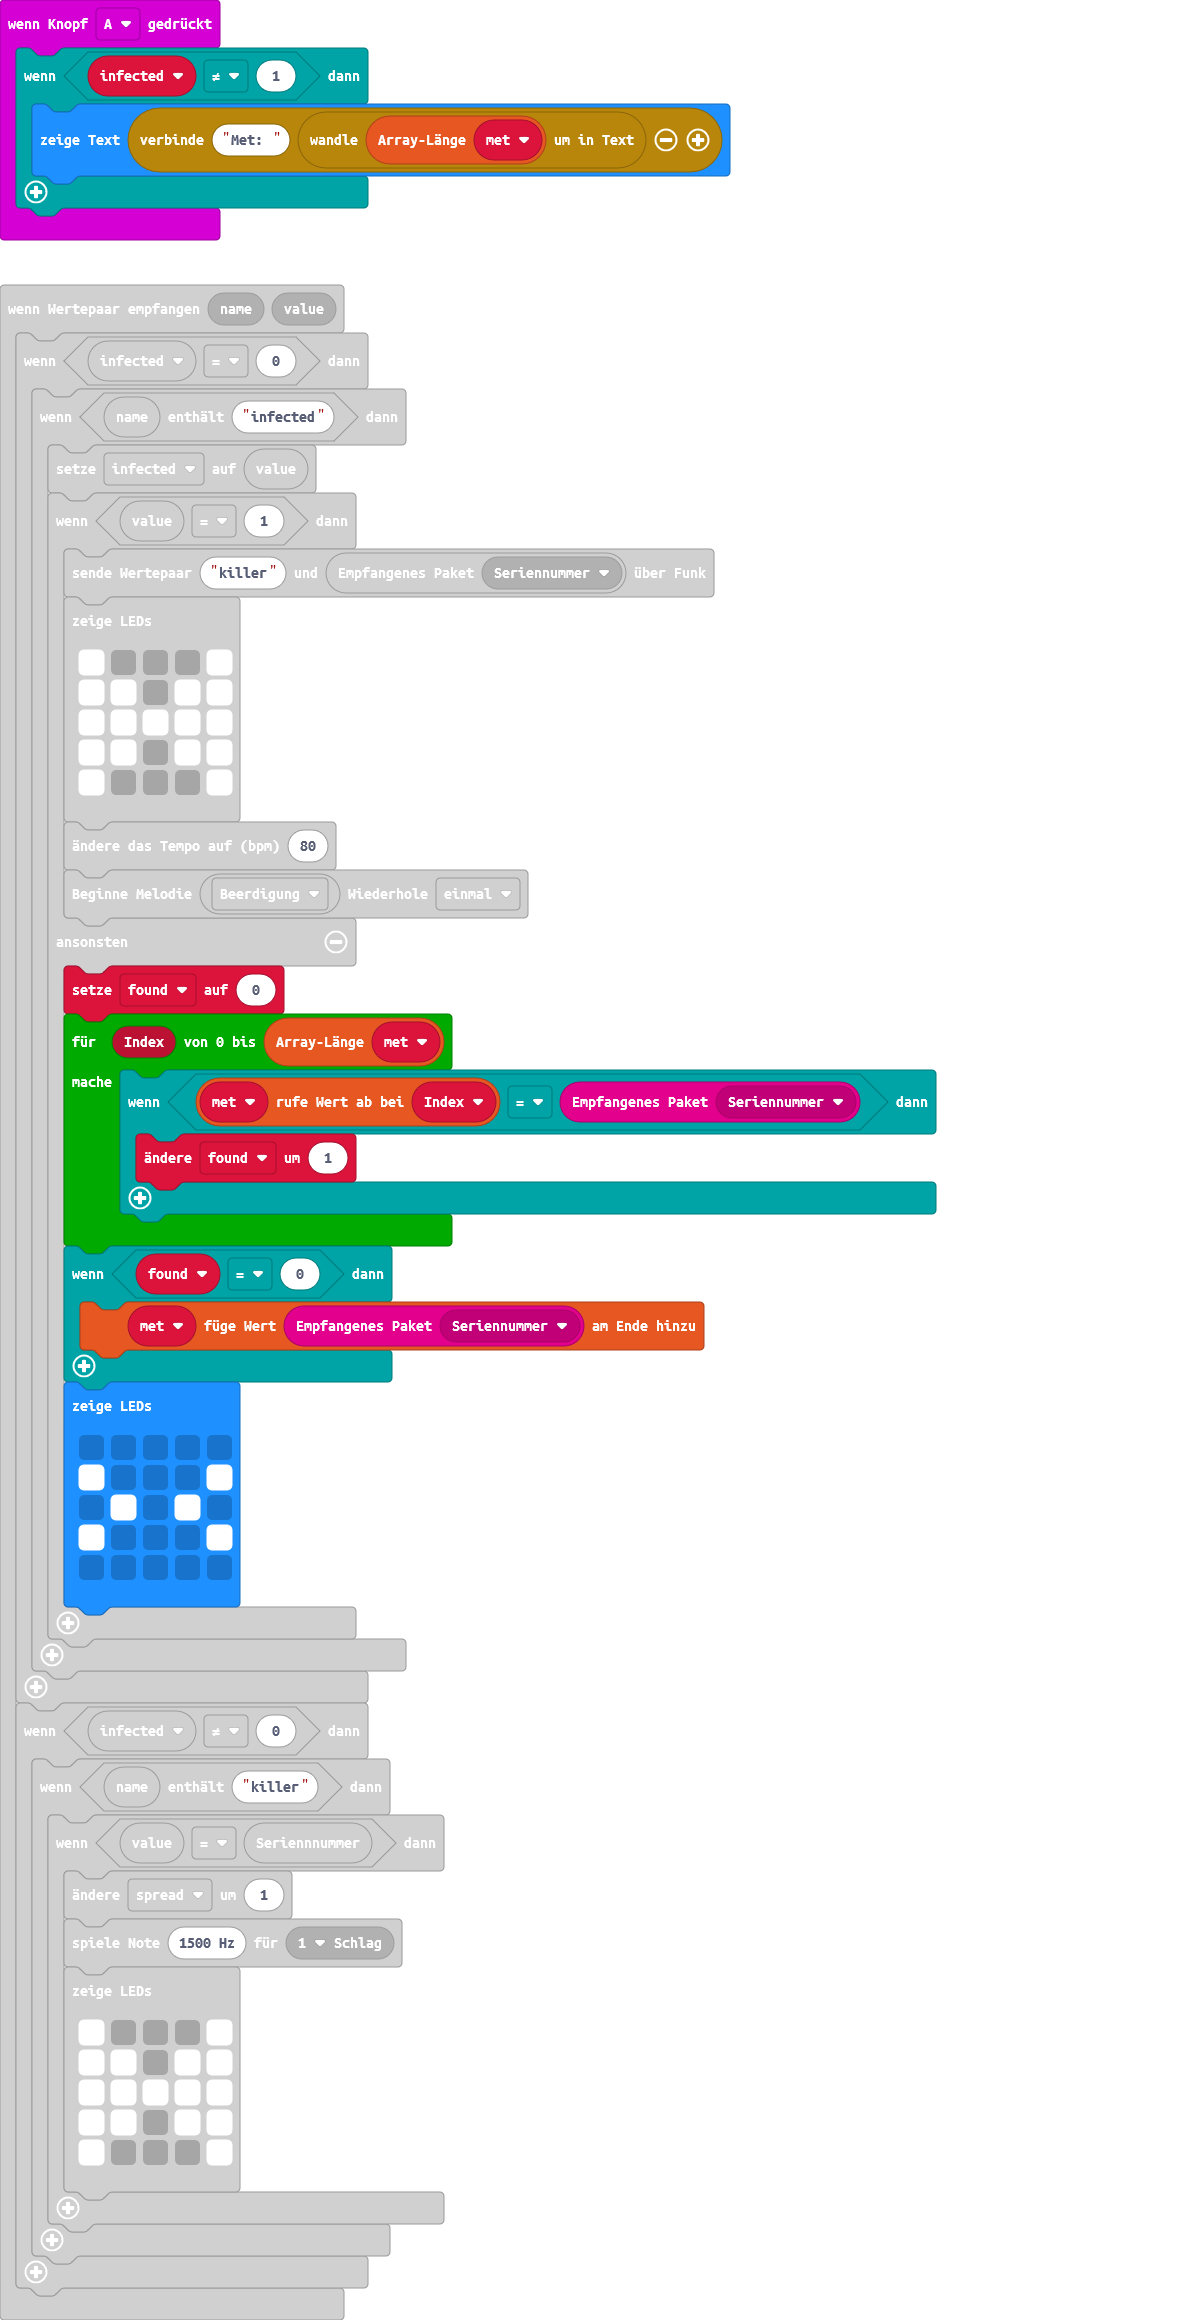 wenn Knopf A gedrückt
wenn infected ≠ 1 dann
zeige Text verbinde "Met: " wandle Array-Länge met um in Text
wenn Wertepaar empfangen name value
wenn infected = 0 dann
wenn name enthält "infected" dann
setze infected auf value
wenn value = 1 dann
sende Wertepaar "killer" und Empfangenes Paket Seriennummer über Funk
zeige LEDs
ändere das Tempo auf (bpm) 80
Beginne Melodie Beerdigung Wiederhole einmal
ansonsten
setze found auf 0
für Index von 0 bis Array-Länge met
mache
wenn met rufe Wert ab bei Index = Empfangenes Paket Seriennummer dann
ändere found um 1
wenn found = 0 dann
met füge Wert Empfangenes Paket Seriennummer am Ende hinzu
zeige LEDs
wenn infected ≠ 0 dann
wenn name enthält "killer" dann
wenn value = Seriennnummer dann
ändere spread um 1
spiele Note 1500 Hz für 1 Schlag
zeige LEDs